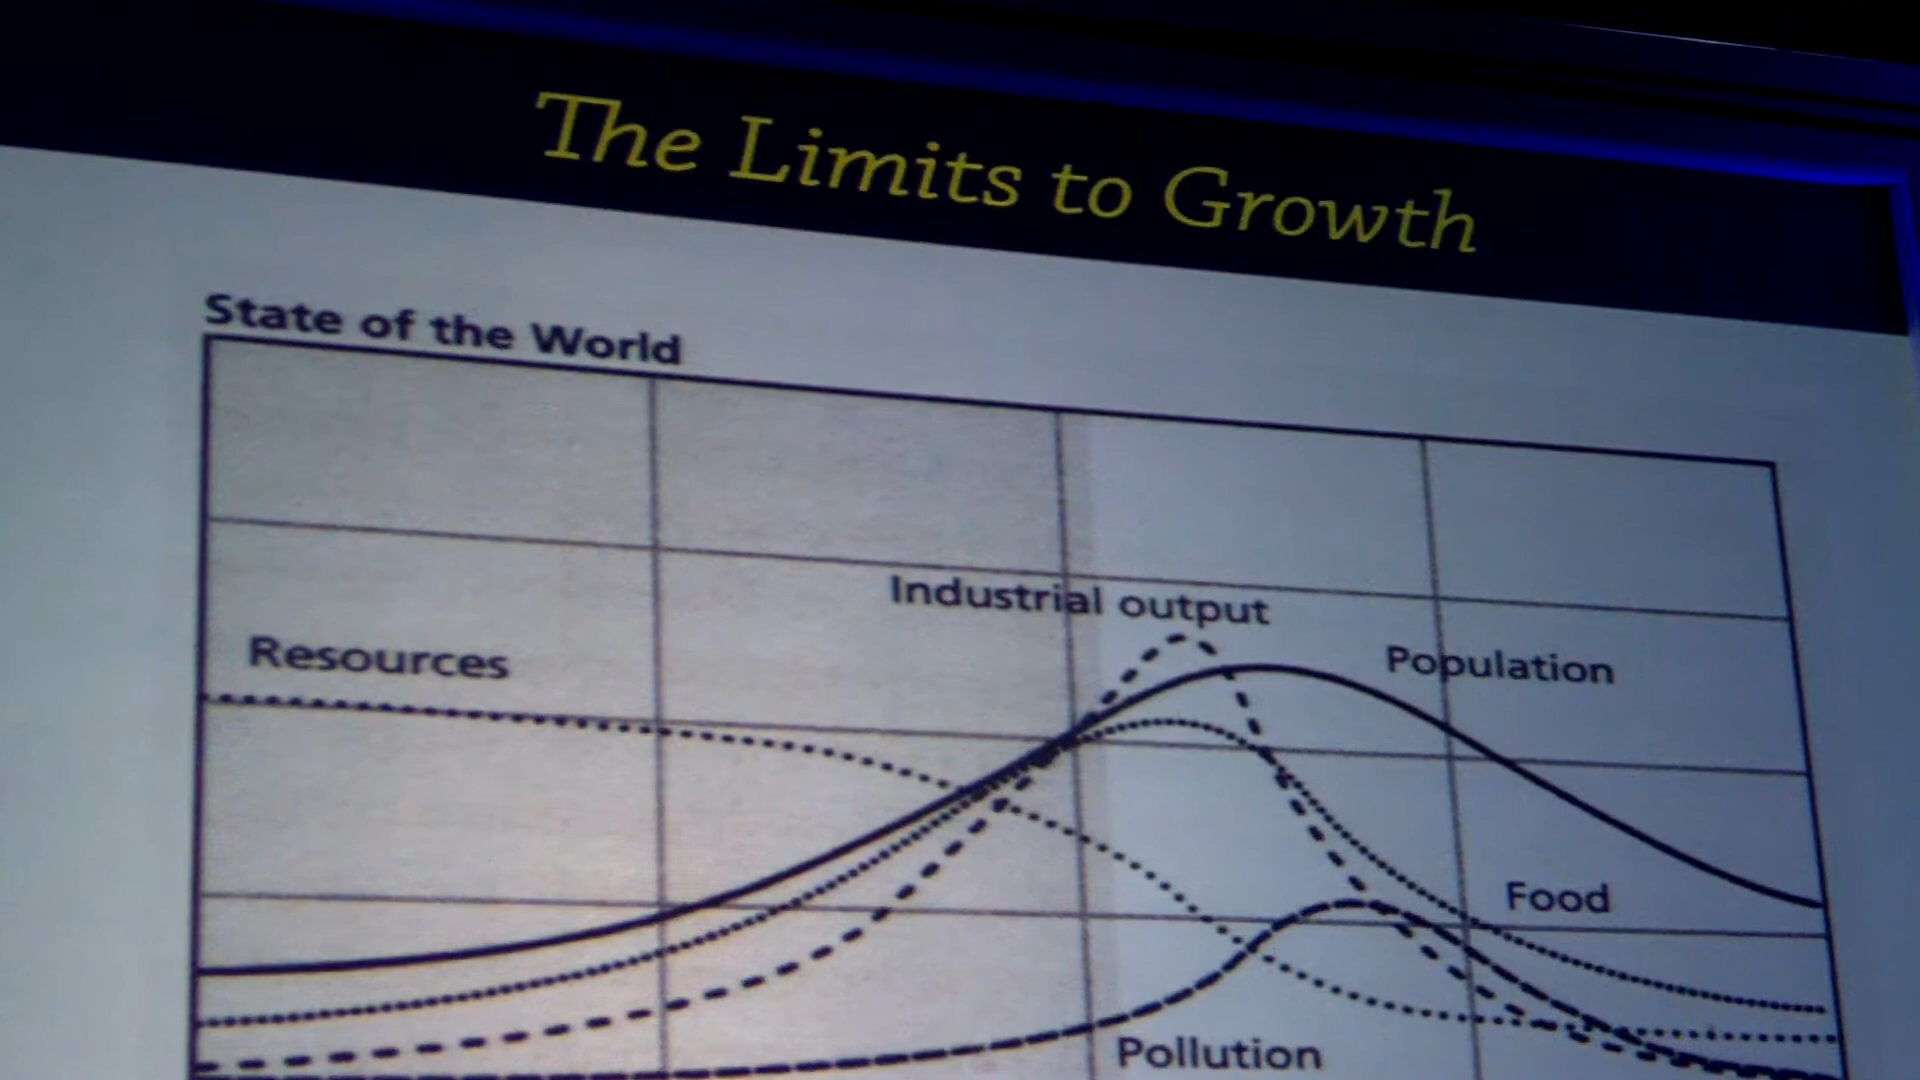 The Limits to Growth
State of the World
Industrial output
Population
Resources
Food
Pollution